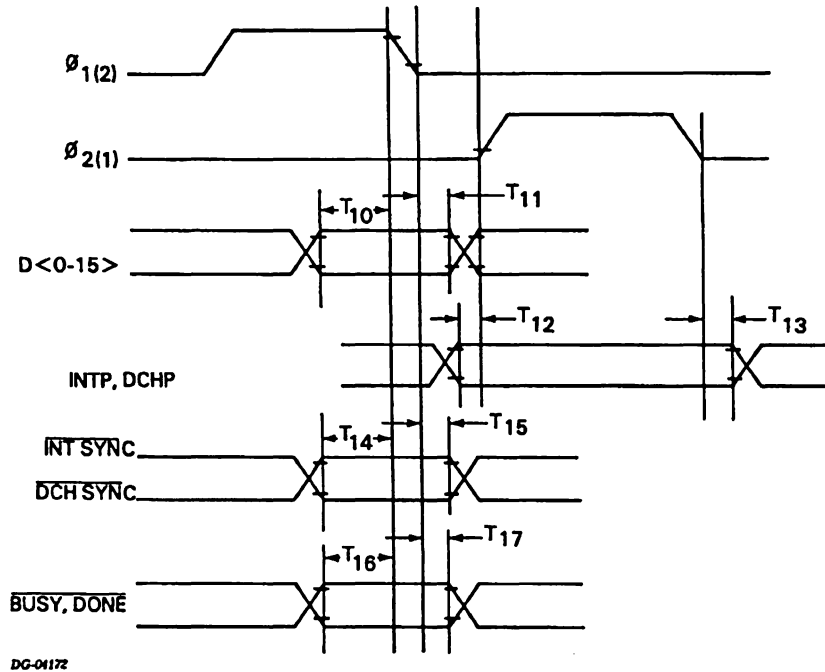 Ø1(2)
Ø2(1)
T10
T11
D<0-15>
T12
T13
INTP, DCHP
T14
T15
INT SYNC
DCH SYNC
T16
T17
BUSY, DONE
DG-04172